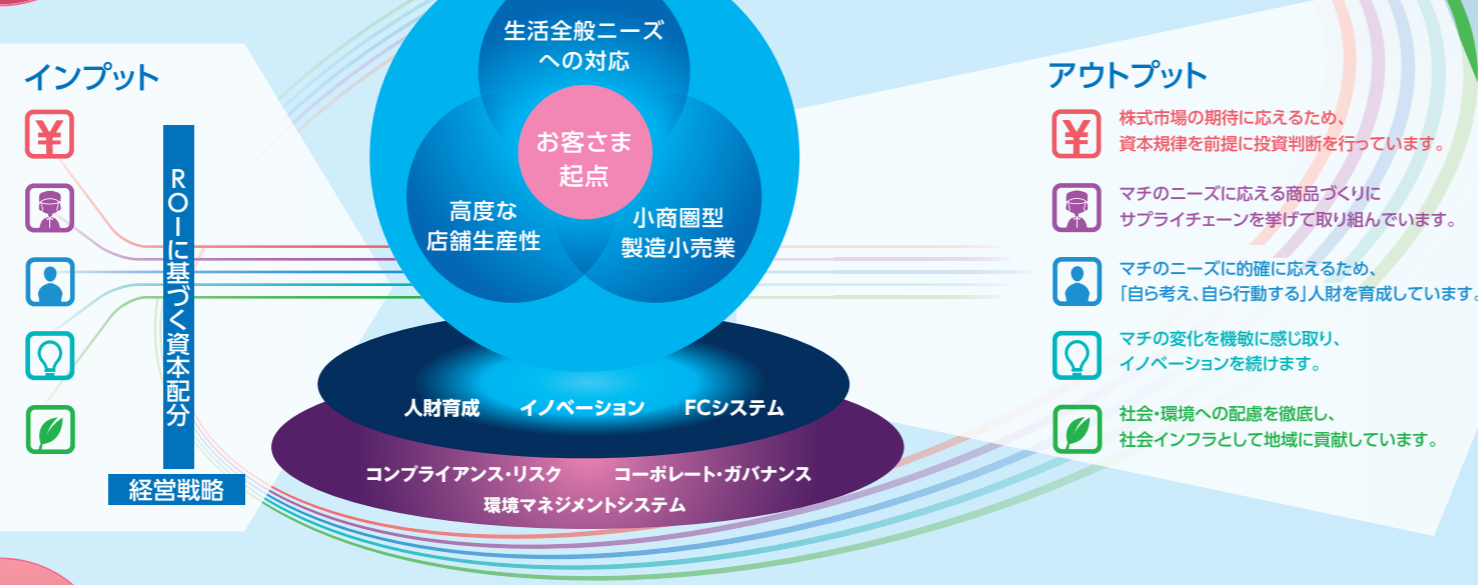 インプット
¥
ROIに基づく資本配分
経営戦略
生活全般ニーズ
への対応
お客さま
起点
高度な
店舗生産性
小商圏型
製造小売業
人財育成
イノベーション
FCシステム
コンプライアンス・リスク
コーポレート・ガバナンス
環境マネジメントシステム
アウトプット
¥
株式市場の期待に応えるため、
資本規律を前提に投資判断を行っています。
マチのニーズに応える商品づくりに
サプライチェーンを挙げて取り組んでいます。
マチのニーズに的確に応えるため、
「自ら考え、自ら行動する」人財を育成しています。
マチの変化を機敏に感じ取り、
イノベーションを続けます。
社会・環境への配慮を徹底し、
社会インフラとして地域に貢献しています。